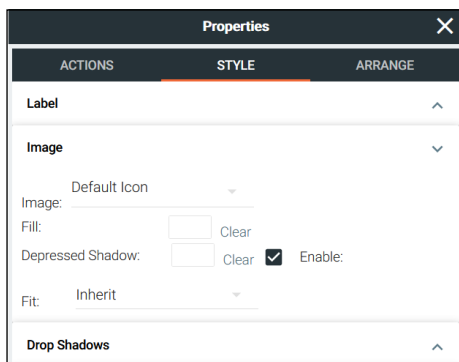 Properties
ACTIONS STYLE ARRANGE
Label
Image
Image: Default Icon
Fill: Clear
Depressed Shadow: Clear Enable:
Fit: Inherit
Drop Shadows